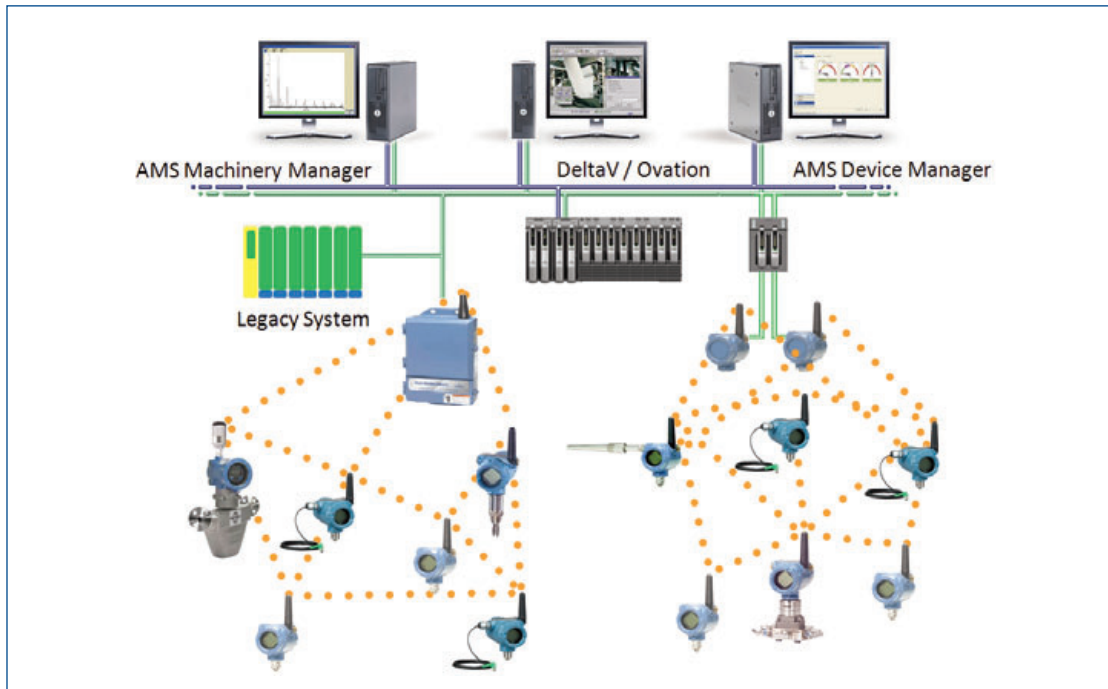 AMS Machinery Manager
DeltaV / Ovation
AMS Device Manager
Legacy System